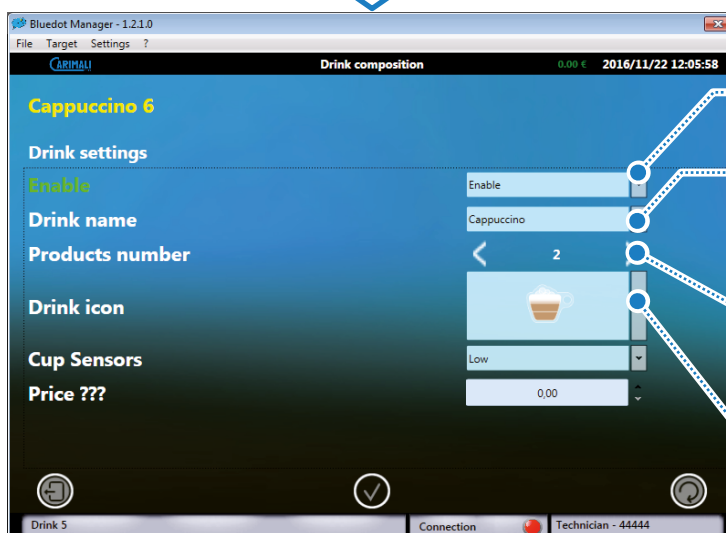 Bluedot Manager - 1.2.1.0
File Target Settings ?
CARIMALI Drink composition 0.00 € 2016/11/22 12:05:58
Cappuccino 6
Drink settings
Enable Enable
Drink name Cappuccino
Products number 2
Drink icon
Cup Sensors Low
Price ??? 0,00
Drink 5 Connection Technician - 44444